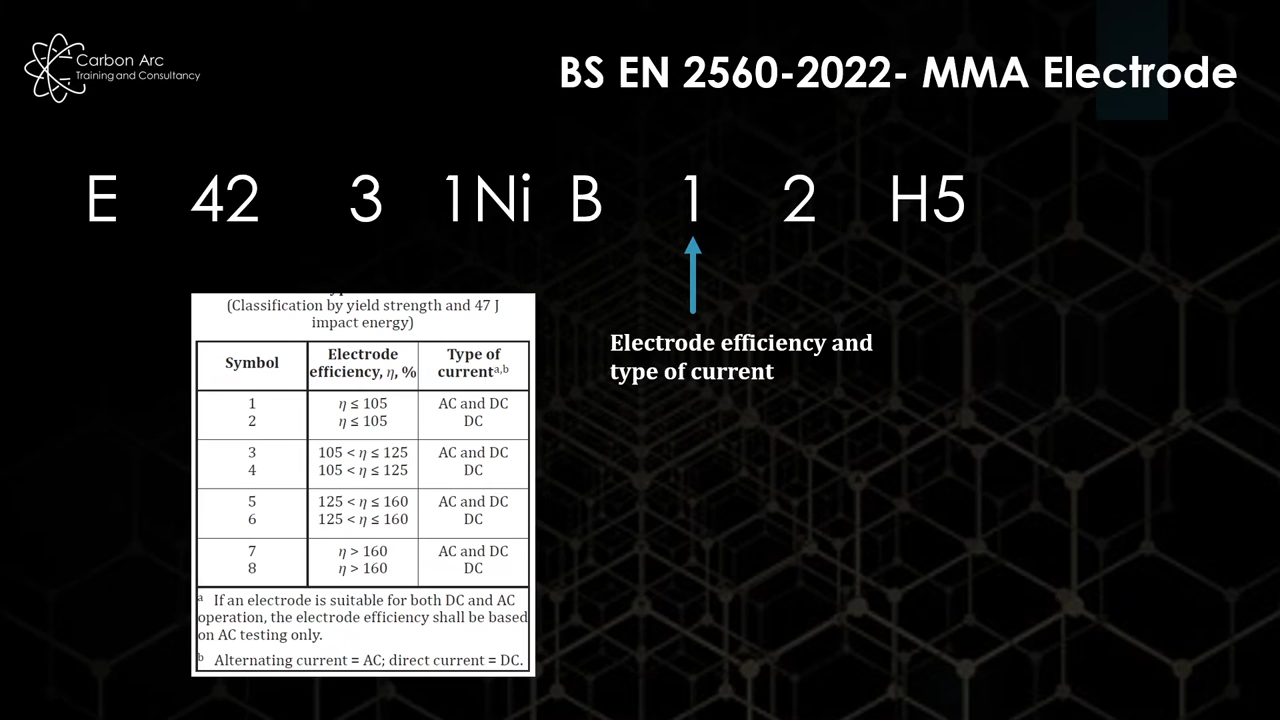 Carbon Arc
Training and Consultancy
BS EN 2560-2022- MMA Electrode
E 42 3 1Ni B 1 2 H5
(Classification by yield strength and 47 J
impact energy)
Symbol Electrode efficiency, η, % Type of currentᵃ,ᵇ
1 η ≤ 105 AC and DC
2 η ≤ 105 DC
3 105 < η ≤ 125 AC and DC
4 105 < η ≤ 125 DC
5 125 < η ≤ 160 AC and DC
6 125 < η ≤ 160 DC
7 η > 160 AC and DC
8 η > 160 DC
ᵃ If an electrode is suitable for both DC and AC
operation, the electrode efficiency shall be based
on AC testing only.
ᵇ Alternating current = AC; direct current = DC.
Electrode efficiency and
type of current